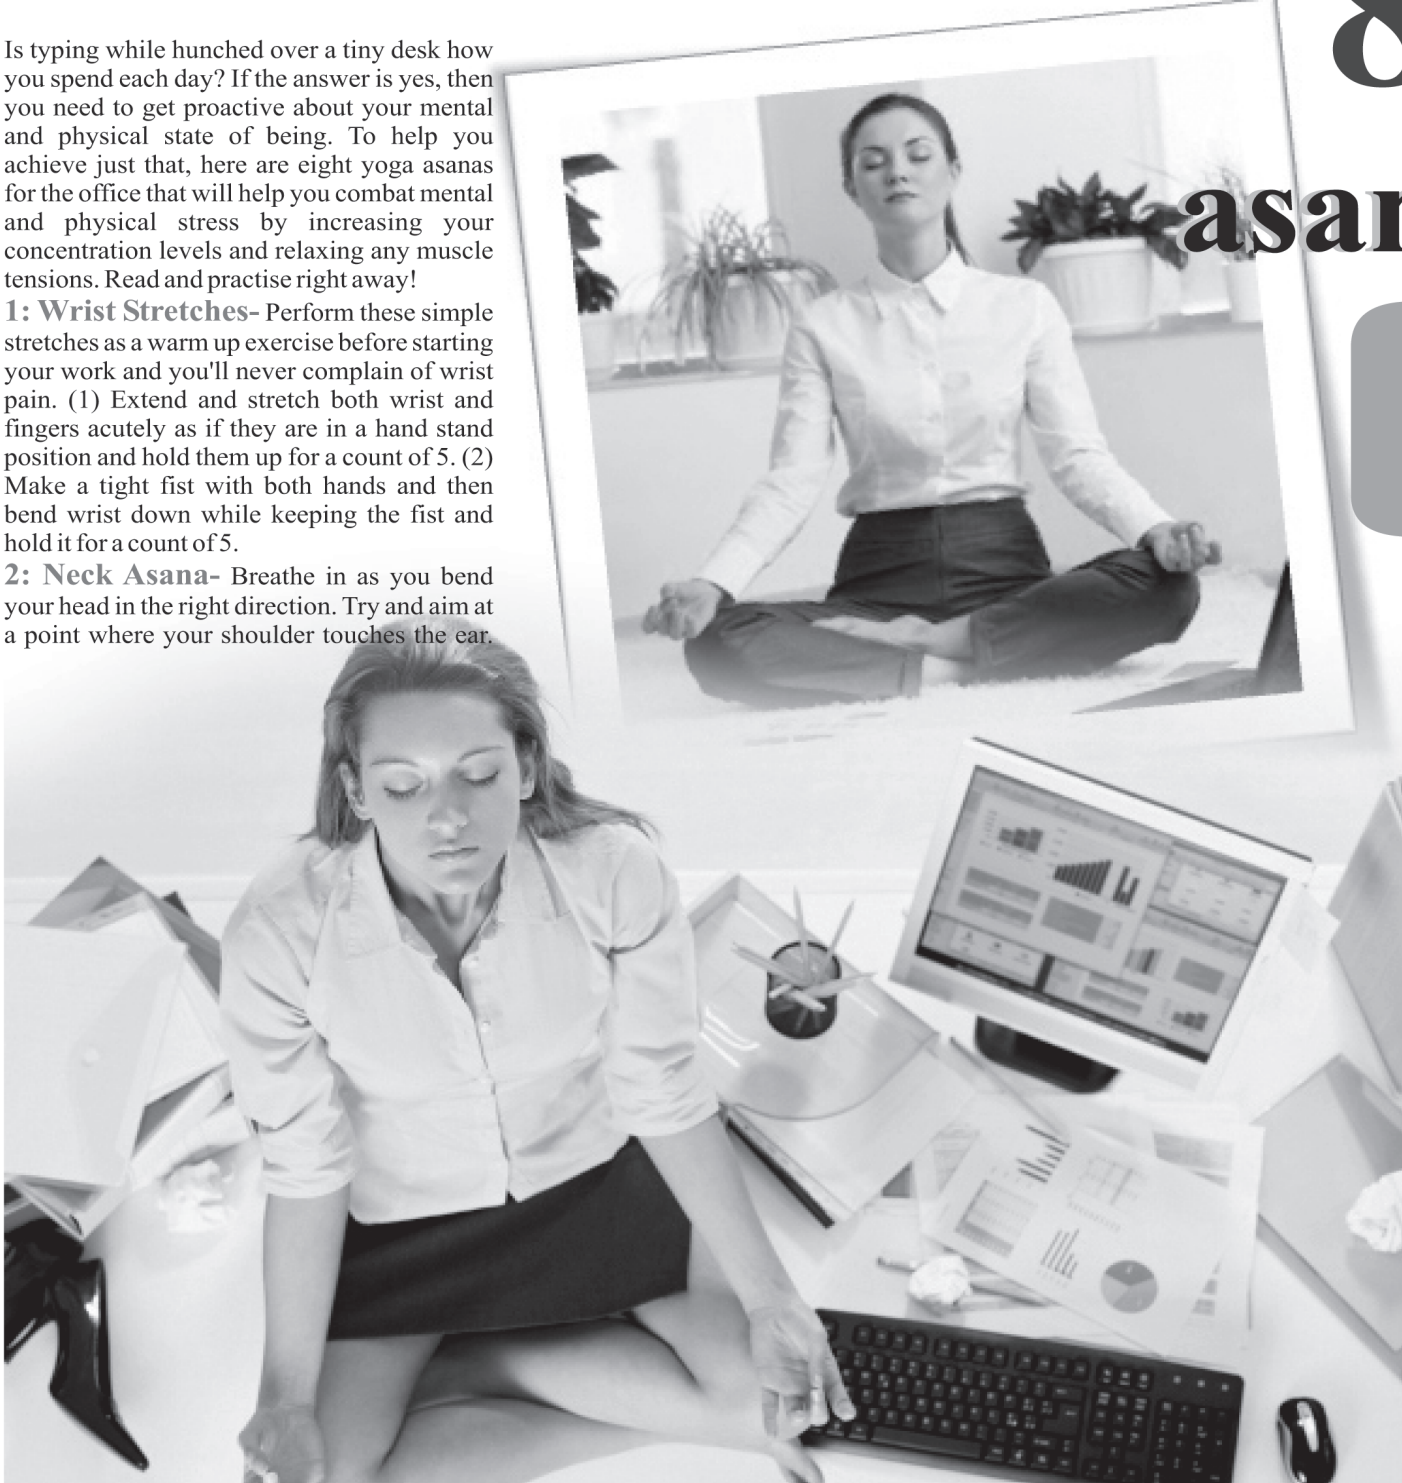 Is typing while hunched over a tiny desk how
you spend each day? If the answer is yes, then
you need to get proactive about your mental
and physical state of being. To help you
achieve just that, here are eight yoga asanas
for the office that will help you combat mental
and physical stress by increasing your
concentration levels and relaxing any muscle
tensions. Read and practise right away!
1: Wrist Stretches- Perform these simple
stretches as a warm up exercise before starting
your work and you'll never complain of wrist
pain. (1) Extend and stretch both wrist and
fingers acutely as if they are in a hand stand
position and hold them up for a count of 5. (2)
Make a tight fist with both hands and then
bend wrist down while keeping the fist and
hold it for a count of 5.
2: Neck Asana- Breathe in as you bend
your head in the right direction. Try and aim at
a point where your shoulder touches the ear.